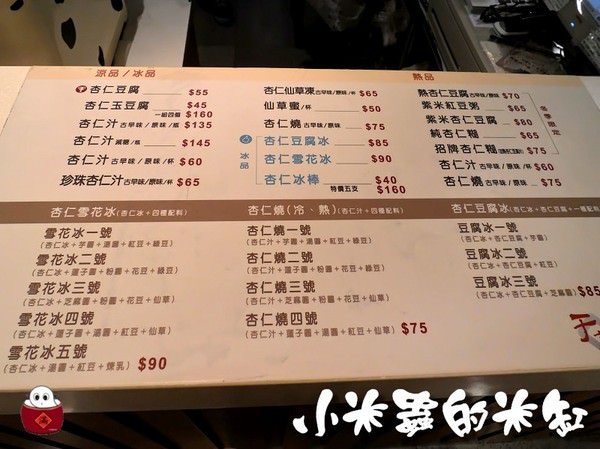 涼品/冰品
杏仁豆腐 $55
杏仁玉豆腐 $45
一組四個 $160
杏仁汁 古早味/原味/瓶 $135
杏仁汁 減糖/瓶 $145
杏仁汁 古早味/原味/杯 $60
珍珠杏仁汁 古早味/原味/杯 $65
杏仁仙草凍 古早味/原味/杯 $65
仙草蜜/杯 $50
杏仁燒 古早味/原味 $75
冰品
杏仁豆腐冰 $85
杏仁雪花冰 $90
杏仁冰棒 $40
特價五支 $160
熱品
熱杏仁豆腐 古早味/原味 $70
紫米紅豆粥 $65
紫米杏仁豆腐 $80
純杏仁糊 $65
招牌杏仁糊 $75
杏仁汁 古早味/原味/杯 $60
杏仁燒 古早味/原味 $75
冬季限定
杏仁雪花冰(杏仁冰+四種配料)
雪花冰一號
(杏仁冰+芋圓+湯圓+紅豆+綠豆)
雪花冰二號
(杏仁冰+蓮子圓+粉圓+花豆+綠豆)
雪花冰三號
(杏仁冰+芝麻圓+粉圓+花豆+仙草)
雪花冰四號
(杏仁冰+蓮子圓+湯圓+紅豆+仙草)
雪花冰五號
(杏仁冰+湯圓+紅豆+煉乳) $90
杏仁燒(冷、熱)(杏仁汁+四種配料)
杏仁燒一號
(杏仁汁+芋圓+湯圓+紅豆+綠豆)
杏仁燒二號
(杏仁汁+蓮子圓+粉圓+花豆+綠豆)
杏仁燒三號
(杏仁汁+芝麻圓+粉圓+花豆+仙草)
杏仁燒四號
(杏仁汁+蓮子圓+湯圓+紅豆+仙草) $75
豆腐冰(杏仁冰+杏仁豆腐+一種配料)
豆腐冰一號
(杏仁冰+杏仁豆腐+芋圓)
豆腐冰二號
(杏仁冰+杏仁豆腐+紅豆)
豆腐冰三號
(杏仁冰+杏仁豆腐+芝麻圓) $85
小米蟲的米缸